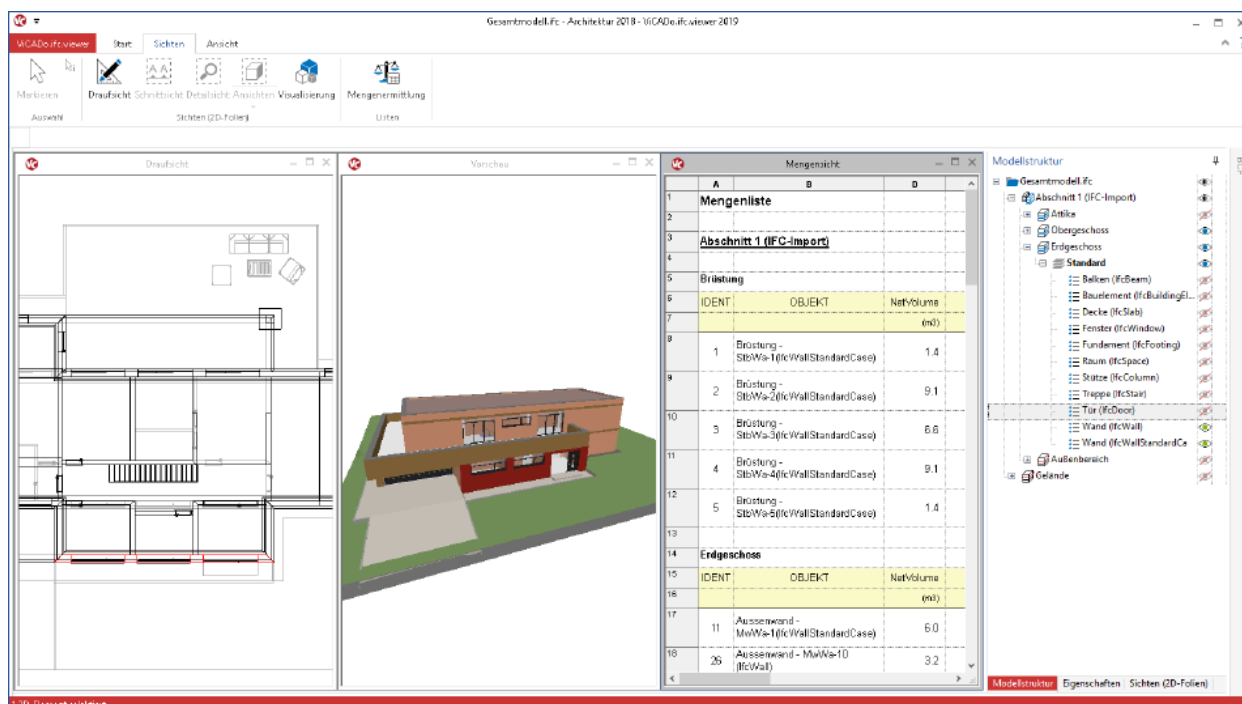 Gesamtmodell.ifc - Architektur 2018 - ViCADo.ifc.viewer 2019
ViCADo.ifc.viewer Start Sichten Ansicht
Markieren Draufsicht Schnittsicht Detailsicht Ansichten Visualisierung Mengenermittlung
Auswahl Sichten (2D-Folien) Listen
Draufsicht
Vorschau
Mengensicht
A B D
1 Mengenliste
2
3 Abschnitt 1 (IFC-Import)
4
5 Brüstung
6 IDENT OBJEKT NetVolume
7 (m3)
8 1 Brüstung -
StbWa-1(IfcWallStandardCase) 1.4
9 2 Brüstung -
StbWa-2(IfcWallStandardCase) 9.1
10 3 Brüstung -
StbWa-3(IfcWallStandardCase) 6.6
11 4 Brüstung -
StbWa-4(IfcWallStandardCase) 9.1
12 5 Brüstung -
StbWa-5(IfcWallStandardCase) 1.4
13
14 Erdgeschoss
15 IDENT OBJEKT NetVolume
16 (m3)
17 11 Aussenwand -
MwWa-1(IfcWallStandardCase) 6.0
18 26 Aussenwand - MwWa-10
(IfcWall) 3.2
Modellstruktur
Gesamtmodell.ifc
Abschnitt 1 (IFC-Import)
Attika
Obergeschoss
Erdgeschoss
Standard
Balken (IfcBeam)
Bauelement (IfcBuildingEl...
Decke (IfcSlab)
Fenster (IfcWindow)
Fundament (IfcFooting)
Raum (IfcSpace)
Stütze (IfcColumn)
Treppe (IfcStair)
Tür (IfcDoor)
Wand (IfcWall)
Wand (IfcWallStandardCa
Außenbereich
Gelände
Modellstruktur Eigenschaften Sichten (2D-Folien)